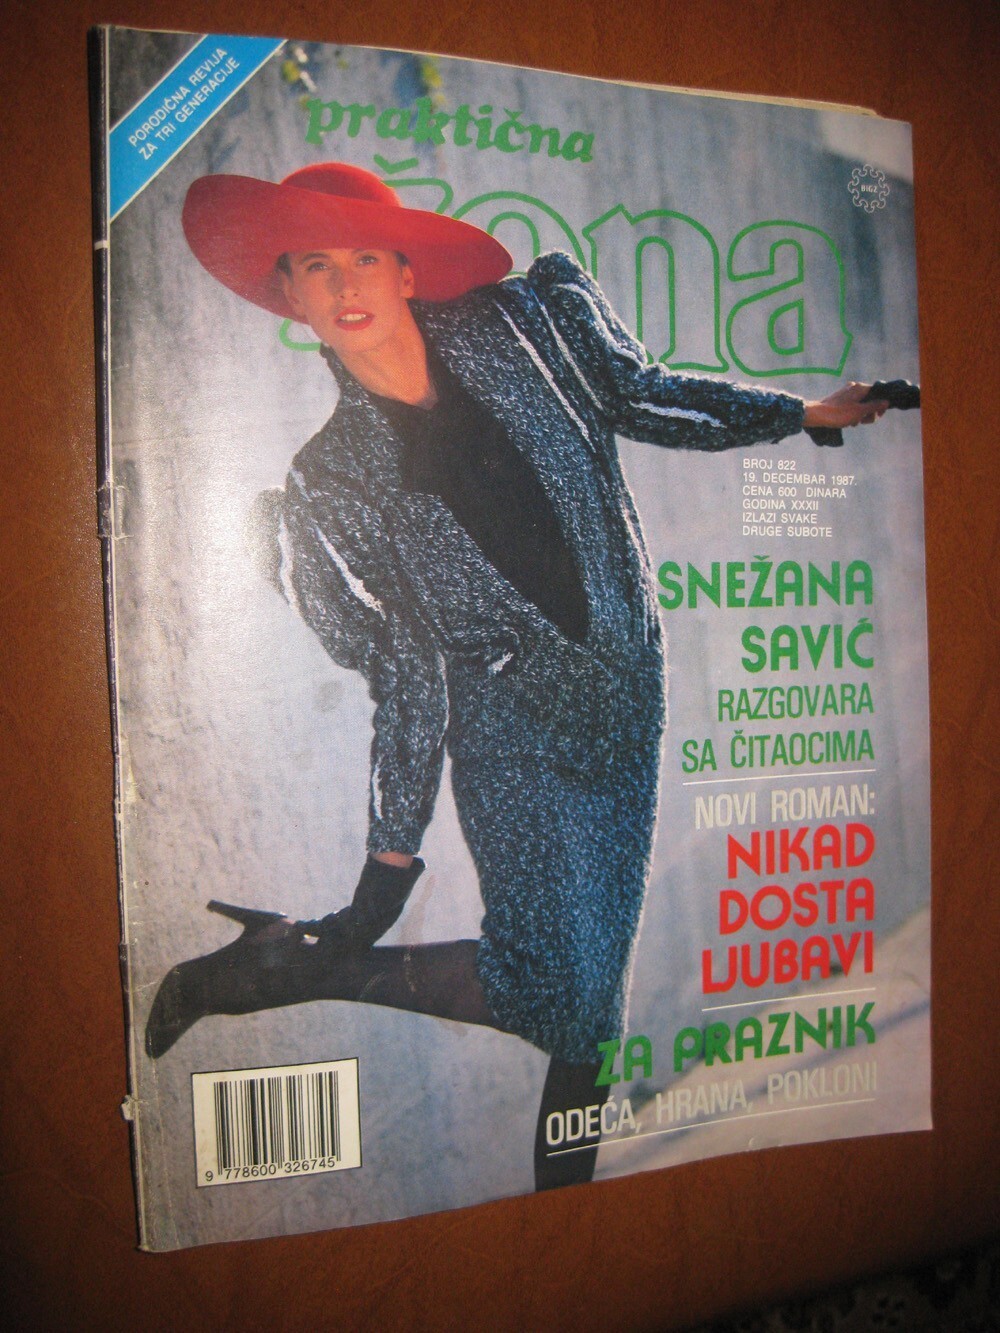 PORODIČNA REVIJA
ZA TRI GENERACIJE
praktična
žena
BIGZ
BROJ 822
19. DECEMBAR 1987.
CENA 600 DINARA
GODINA XXXII
IZLAZI SVAKE
DRUGE SUBOTE
SNEŽANA
SAVIĆ
RAZGOVARA
SA ČITAOCIMA
NOVI ROMAN:
NIKAD
DOSTA
LJUBAVI
ZA PRAZNIK
ODEĆA, HRANA, POKLONI
9 778600 326745